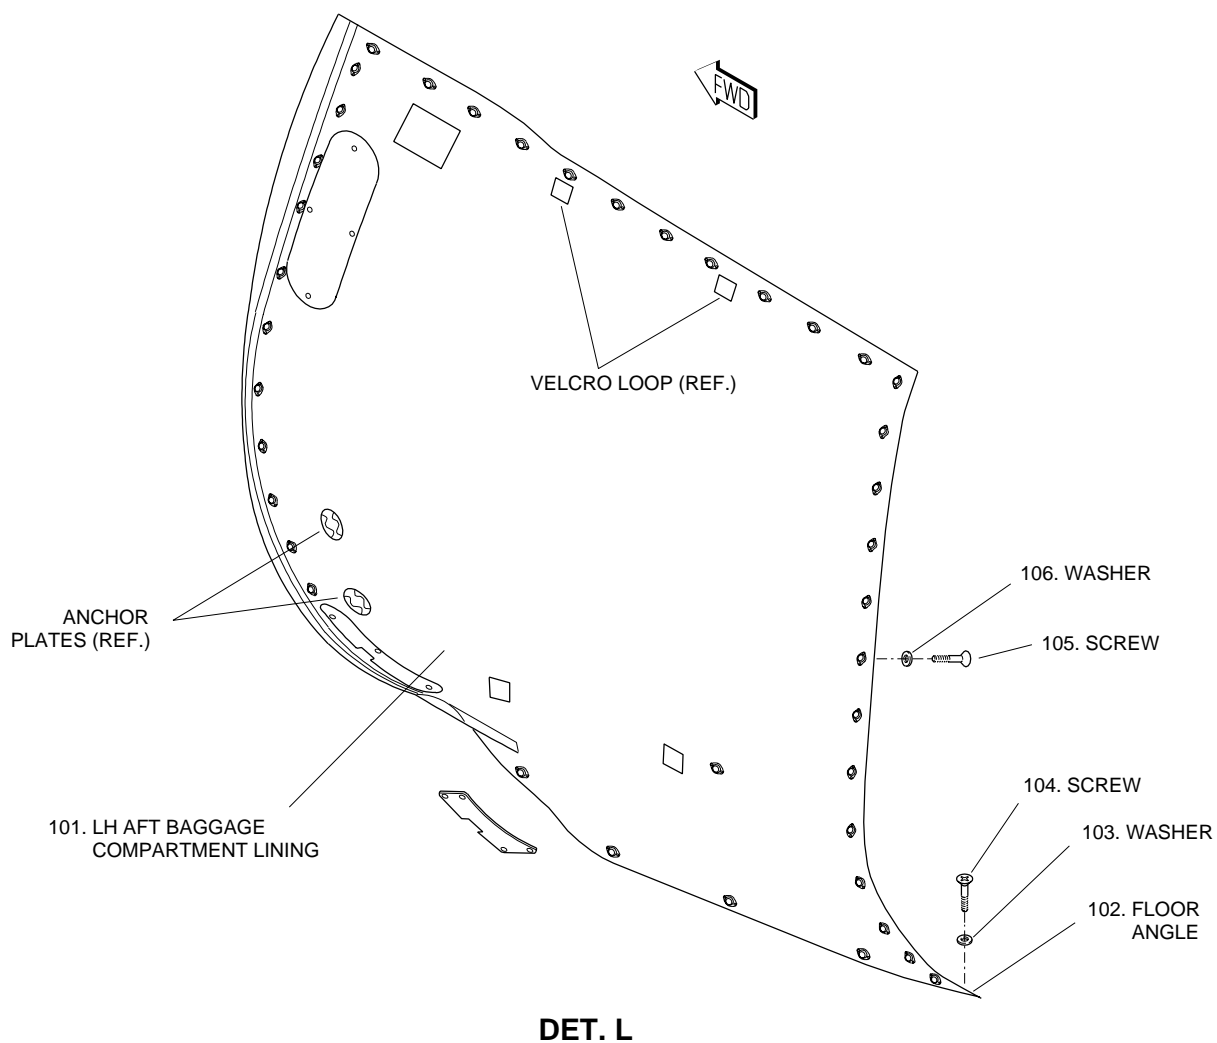 FWD
VELCRO LOOP (REF.)
106. WASHER
105. SCREW
ANCHOR
PLATES (REF.)
104. SCREW
101. LH AFT BAGGAGE
COMPARTMENT LINING
103. WASHER
102. FLOOR
ANGLE
DET. L